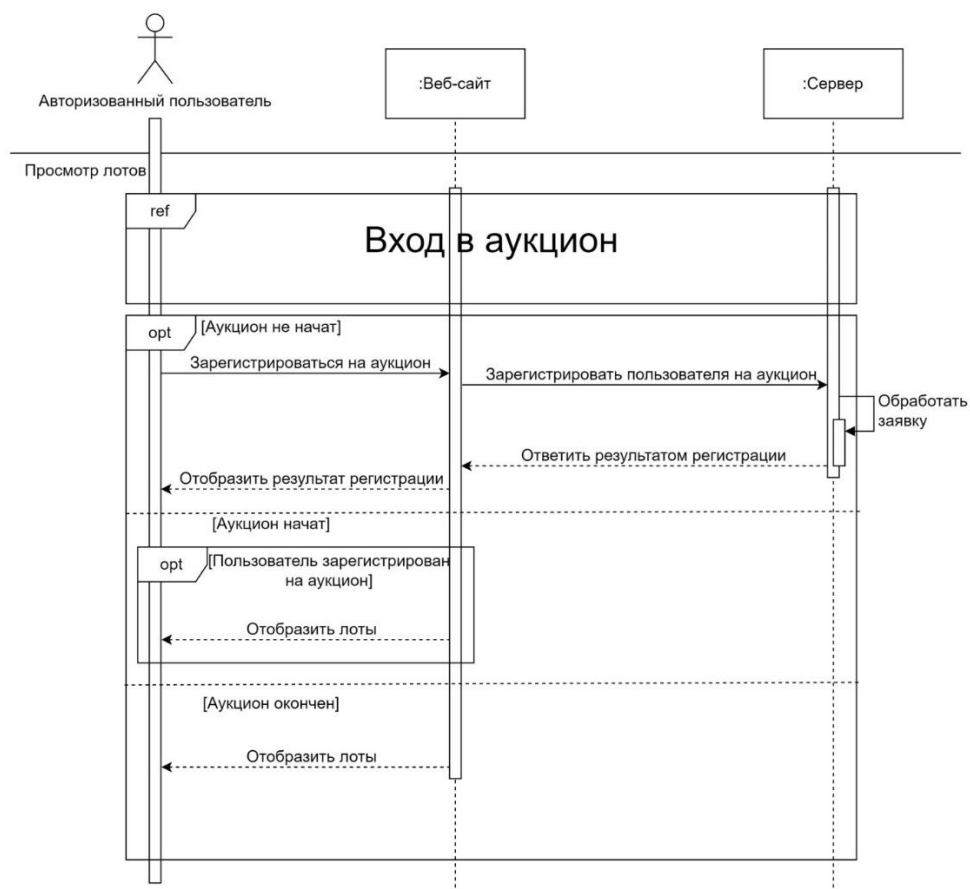 Авторизованный пользователь
:Веб-сайт
:Сервер
Просмотр лотов
ref
Вход в аукцион
opt
[Аукцион не начат]
Зарегистрироваться на аукцион
Зарегистрировать пользователя на аукцион
Обработать
заявку
Ответить результатом регистрации
Отобразить результат регистрации
[Аукцион начат]
opt
[Пользователь зарегистрирован
на аукцион]
Отобразить лоты
[Аукцион окончен]
Отобразить лоты